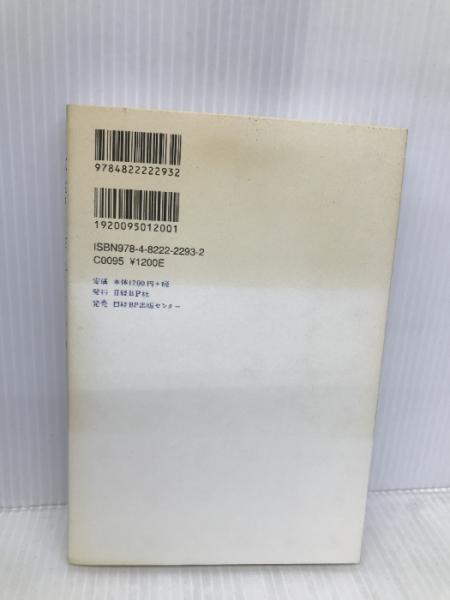 9784822222932
1920095012001
ISBN978-4-8222-2293-2
C0095 ¥1200E
定価 本体1200円+税
発行 日経BP社
発売 日経BP出版センター